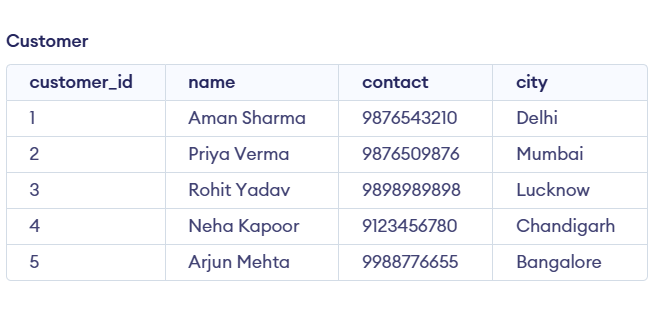 Customer
customer_id name contact city
1 Aman Sharma 9876543210 Delhi
2 Priya Verma 9876509876 Mumbai
3 Rohit Yadav 9898989898 Lucknow
4 Neha Kapoor 9123456780 Chandigarh
5 Arjun Mehta 9988776655 Bangalore